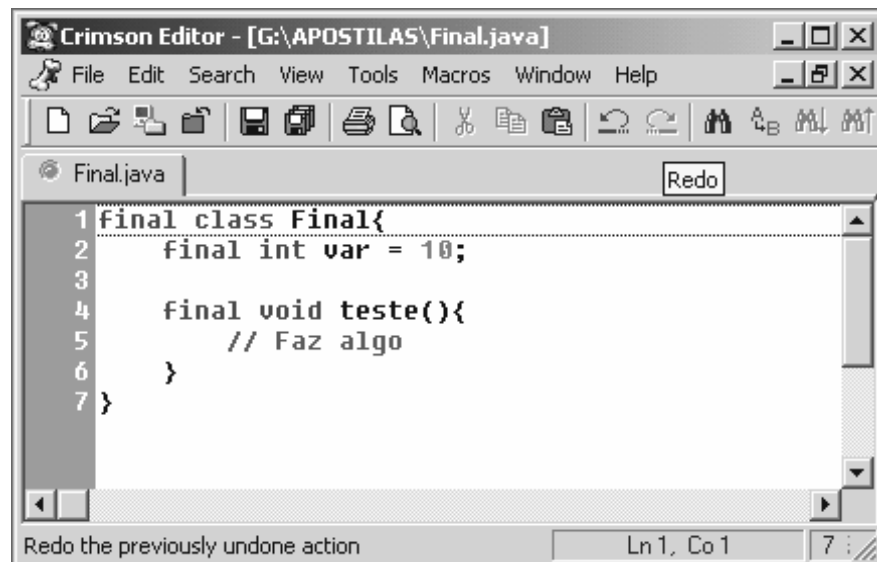 Crimson Editor - [G:\APOSTILAS\Final.java]
File Edit Search View Tools Macros Window Help
A B
Final.java
Redo
1 final class Final{
2     final int var = 10;
3
4     final void teste(){
5         // Faz algo
6     }
7 }
Redo the previously undone action Ln 1, Co 1 7